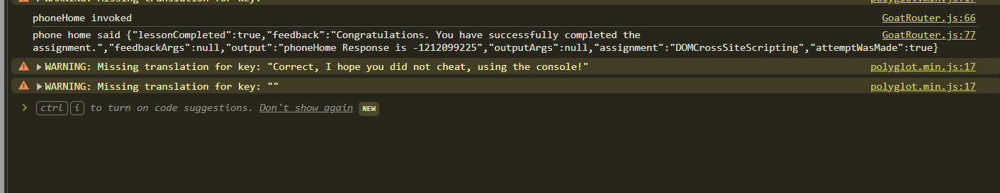 WARNING: Missing translation for key: polyglot.min.js:17
phoneHome invoked GoatRouter.js:66
phone home said {"lessonCompleted":true,"feedback":"Congratulations. You have successfully completed the GoatRouter.js:77
assignment.","feedbackArgs":null,"output":"phoneHome Response is -1212099225","outputArgs":null,"assignment":"DOMCrossSiteScripting","attemptWasMade":true}
WARNING: Missing translation for key: "Correct, I hope you did not cheat, using the console!" polyglot.min.js:17
WARNING: Missing translation for key: "" polyglot.min.js:17
ctrl i to turn on code suggestions. Don't show again NEW